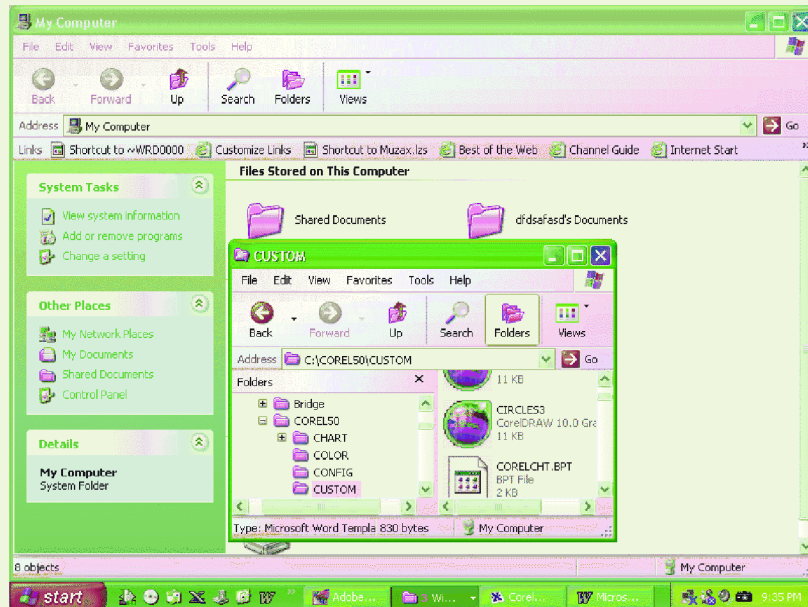 My Computer
File Edit View Favorites Tools Help
Back Forward Up Search Folders Views
Address My Computer Go
Links Shortcut to ~WRD0000 Customize Links Shortcut to Muzax.lzs Best of the Web Channel Guide Internet Start »
System Tasks
View system information
Add or remove programs
Change a setting
Other Places
My Network Places
My Documents
Shared Documents
Control Panel
Details
My Computer
System Folder
Files Stored on This Computer
Shared Documents dfdsafasd's Documents
CUSTOM
File Edit View Favorites Tools Help
Back Forward Up Search Folders Views
Address C:\COREL50\CUSTOM Go
Folders
Bridge
COREL50
CHART
COLOR
CONFIG
CUSTOM
11 KB
CIRCLES3
CorelDRAW 10.0 Gra
11 KB
CORELCHT.BPT
BPT File
2 KB
Type: Microsoft Word Templa 830 bytes My Computer
8 objects My Computer
start » Adobe... 3 Wi... Corel... Micros... 9:35 PM